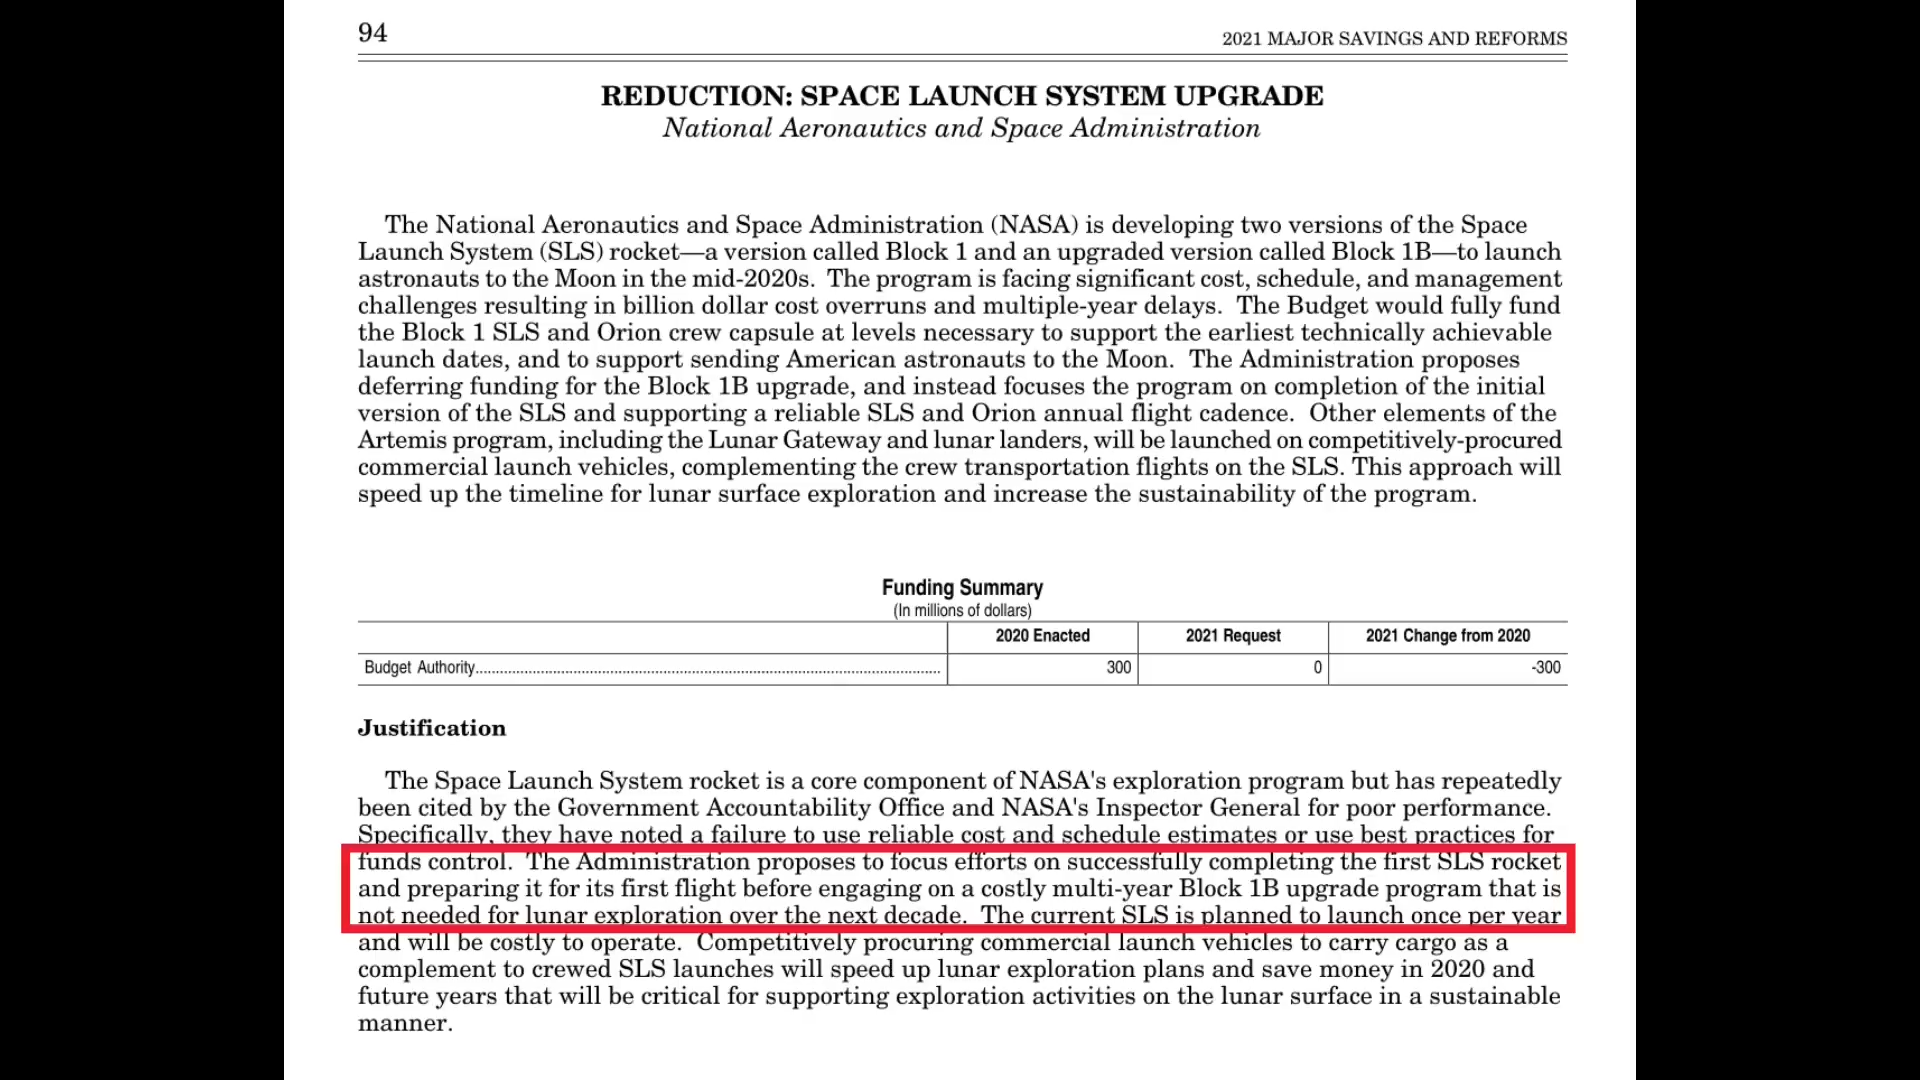 94
2021 MAJOR SAVINGS AND REFORMS
REDUCTION: SPACE LAUNCH SYSTEM UPGRADE
National Aeronautics and Space Administration
The National Aeronautics and Space Administration (NASA) is developing two versions of the Space
Launch System (SLS) rocket—a version called Block 1 and an upgraded version called Block 1B—to launch
astronauts to the Moon in the mid-2020s. The program is facing significant cost, schedule, and management
challenges resulting in billion dollar cost overruns and multiple-year delays. The Budget would fully fund
the Block 1 SLS and Orion crew capsule at levels necessary to support the earliest technically achievable
launch dates, and to support sending American astronauts to the Moon. The Administration proposes
deferring funding for the Block 1B upgrade, and instead focuses the program on completion of the initial
version of the SLS and supporting a reliable SLS and Orion annual flight cadence. Other elements of the
Artemis program, including the Lunar Gateway and lunar landers, will be launched on competitively-procured
commercial launch vehicles, complementing the crew transportation flights on the SLS. This approach will
speed up the timeline for lunar surface exploration and increase the sustainability of the program.
Funding Summary
(In millions of dollars)
2020 Enacted 2021 Request 2021 Change from 2020
Budget Authority 300 0 -300
Justification
The Space Launch System rocket is a core component of NASA's exploration program but has repeatedly
been cited by the Government Accountability Office and NASA's Inspector General for poor performance.
Specifically, they have noted a failure to use reliable cost and schedule estimates or use best practices for
funds control. The Administration proposes to focus efforts on successfully completing the first SLS rocket
and preparing it for its first flight before engaging on a costly multi-year Block 1B upgrade program that is
not needed for lunar exploration over the next decade. The current SLS is planned to launch once per year
and will be costly to operate. Competitively procuring commercial launch vehicles to carry cargo as a
complement to crewed SLS launches will speed up lunar exploration plans and save money in 2020 and
future years that will be critical for supporting exploration activities on the lunar surface in a sustainable
manner.